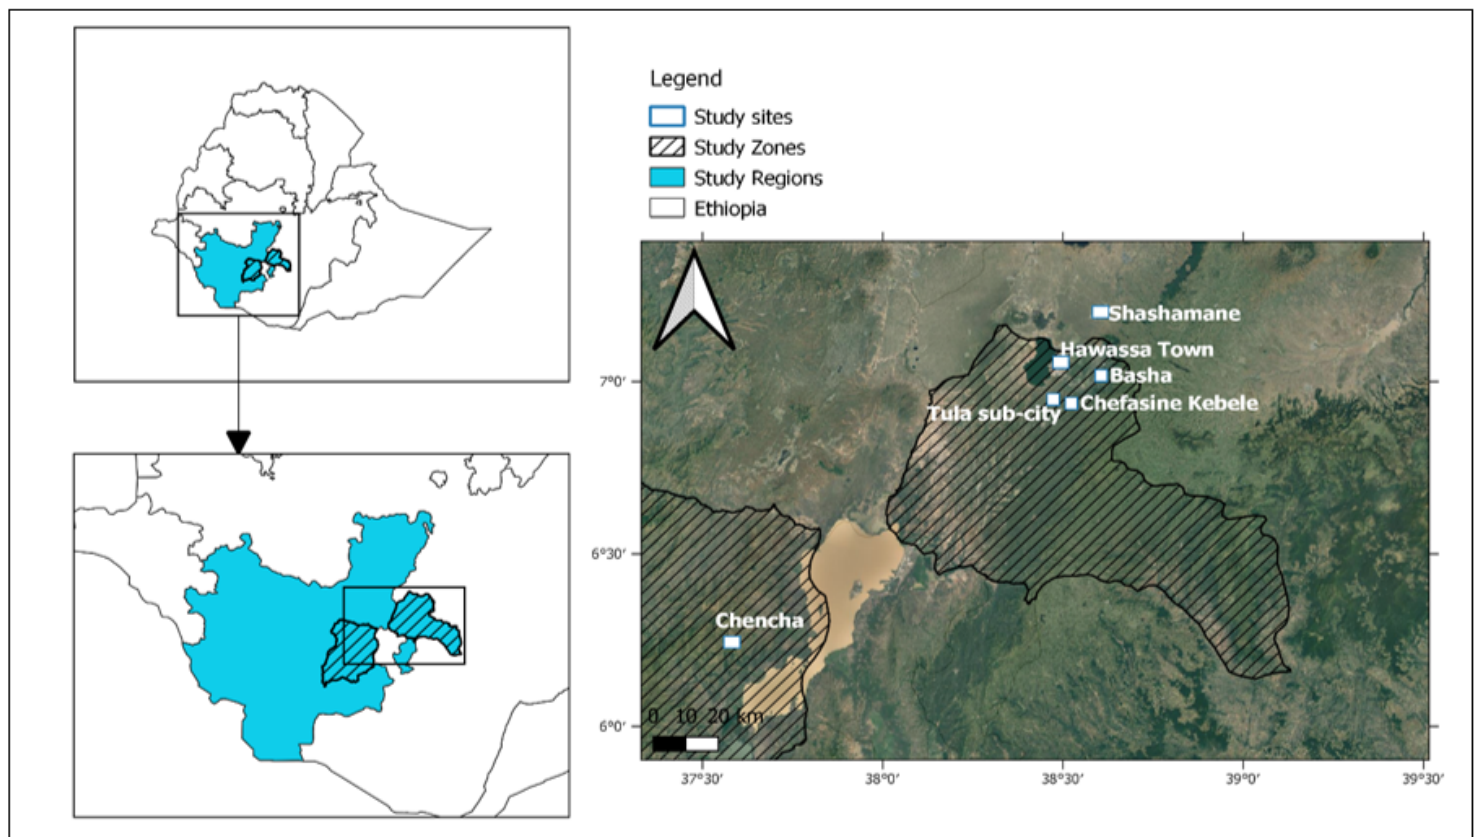 Legend
Study sites
Study Zones
Study Regions
Ethiopia
Shashamane
Hawassa Town
7°0'
Basha
Chefasine Kebele
Tula sub-city
6°30'
Chencha
0 10 20 km
6°0'
37°30' 38°0' 38°30' 39°0' 39°30'